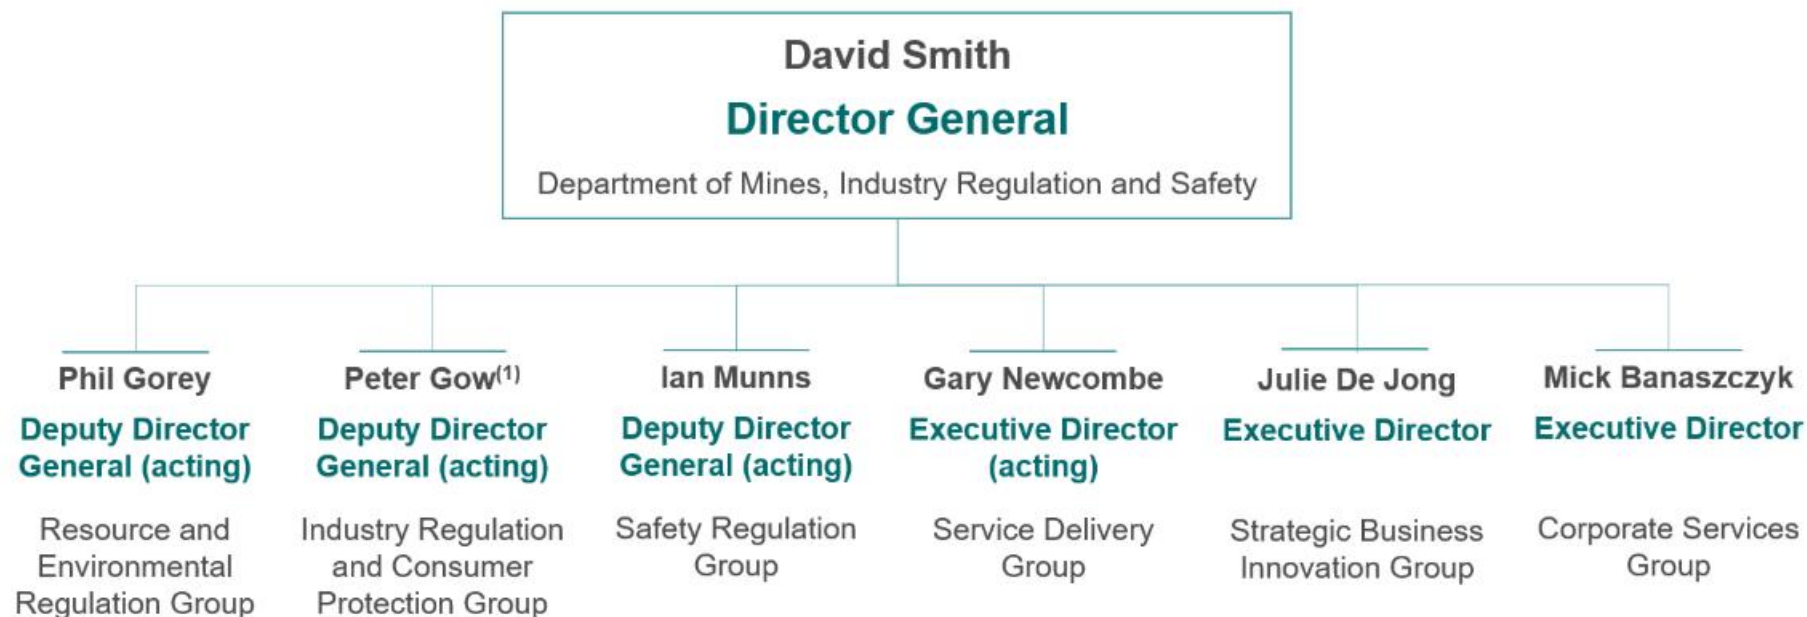 David Smith
Director General
Department of Mines, Industry Regulation and Safety
Phil Gorey
Deputy Director
General (acting)
Resource and
Environmental
Regulation Group
Peter Gow(1)
Deputy Director
General (acting)
Industry Regulation
and Consumer
Protection Group
Ian Munns
Deputy Director
General (acting)
Safety Regulation
Group
Gary Newcombe
Executive Director
(acting)
Service Delivery
Group
Julie De Jong
Executive Director
Strategic Business
Innovation Group
Mick Banaszczyk
Executive Director
Corporate Services
Group